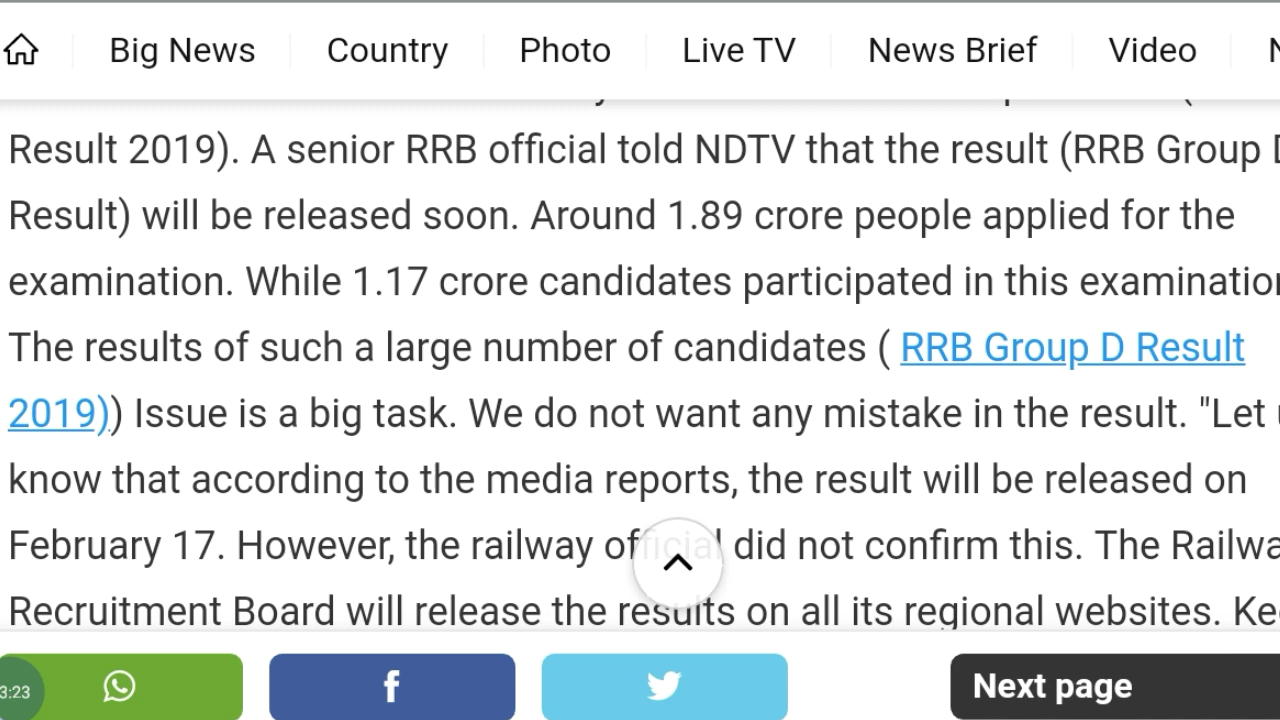 Big News Country Photo Live TV News Brief Video
Result 2019). A senior RRB official told NDTV that the result (RRB Group
Result) will be released soon. Around 1.89 crore people applied for the
examination. While 1.17 crore candidates participated in this
The results of such a large number of candidates ( RRB Group D Result
2019)) Issue is a big task. We do not want any mistake in the result. "Let
know that according to the media reports, the result will be released on
February 17. However, the railway official did not confirm this. The
Recruitment Board will release the results on all its regional websites.
3:23
f
Next page